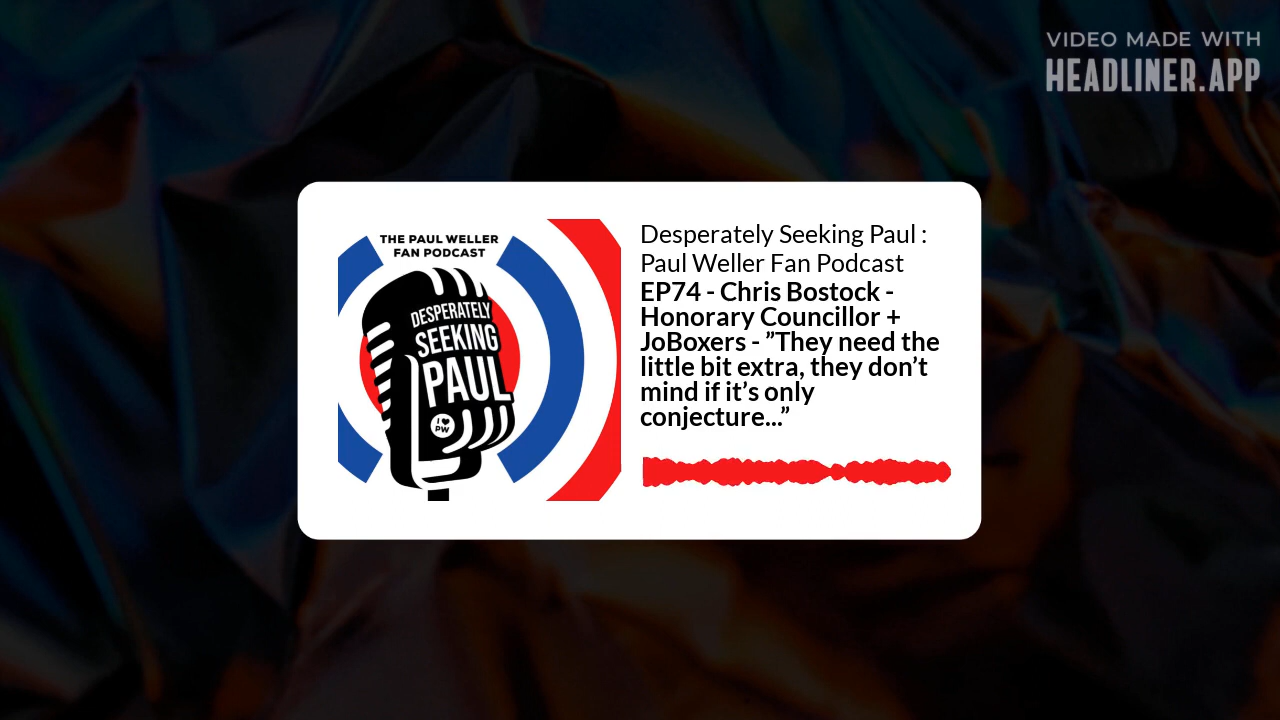 VIDEO MADE WITH
HEADLINER.APP
THE PAUL WELLER
FAN PODCAST
DESPERATELY
SEEKING
PAUL
I ♥
PW
Desperately Seeking Paul :
Paul Weller Fan Podcast
EP74 - Chris Bostock -
Honorary Councillor +
JoBoxers - ”They need the
little bit extra, they don’t
mind if it’s only
conjecture...”